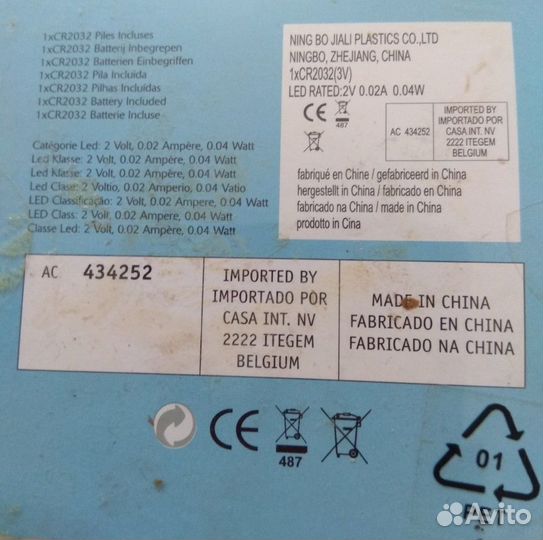 1xCR2032 Piles Incluses
1xCR2032 Batterij Inbegrepen
1xCR2032 Batterien Einbegriffen
1xCR2032 Pila Incluída
1xCR2032 Pilhas Incluídas
1xCR2032 Battery Included
1xCR2032 Batterie Incluse
Catégorie Led: 2 Volt, 0.02 Ampère, 0.04 Watt
Led Klasse: 2 Volt, 0.02 Ampère, 0.04 Watt
Led Klasse: 2 Volt, 0.02 Ampère, 0.04 Watt
Led Clase: 2 Voltio, 0.02 Amperio, 0.04 Vatio
LED Classificação: 2 Volt, 0.02 Ampere, 0.04 Watt
LED Class: 2 Volt, 0.02 Ampère, 0.04 Watt
Classe Led: 2 Volt, 0.02 Ampère, 0.04 Watt
NING BO JIALI PLASTICS CO.,LTD
NINGBO, ZHEJIANG, CHINA
1xCR2032(3V)
LED RATED:2V 0.02A 0.04W
CE
487
AC 434252
IMPORTED BY
IMPORTADO POR
CASA INT. NV
2222 ITEGEM
BELGIUM
fabriqué en Chine / gefabriceerd in China
hergestellt in China / fabricado en China
fabricado na China / made in China
prodotto in Cina
AC 434252
IMPORTED BY
IMPORTADO POR
CASA INT. NV
2222 ITEGEM
BELGIUM
MADE IN CHINA
FABRICADO EN CHINA
FABRICADO NA CHINA
CE
487
01
Avito